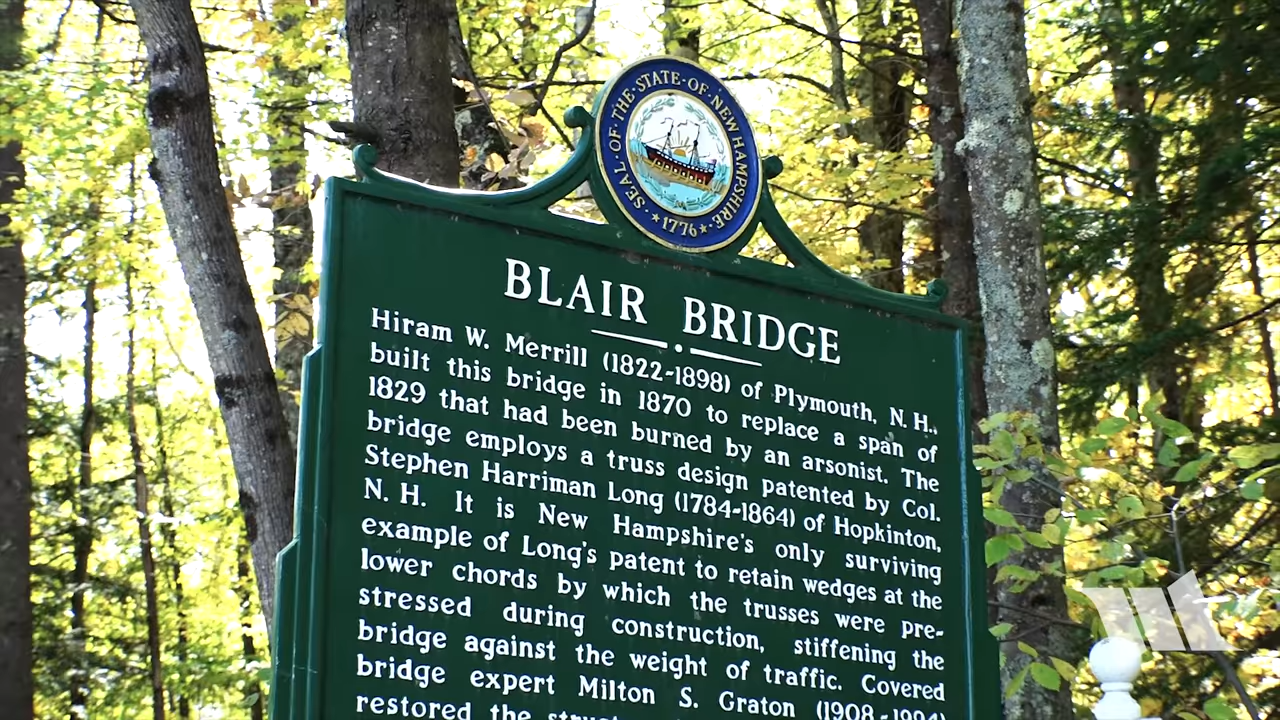 SEAL·OF·THE·STATE·OF·NEW HAMPSHIRE·
★1776★
BLAIR BRIDGE
Hiram W. Merrill (1822-1898) of Plymouth, N. H.,
built this bridge in 1870 to replace a span of
1829 that had been burned by an arsonist. The
bridge employs a truss design patented by Col.
Stephen Harriman Long (1784-1864) of Hopkinton,
N. H. It is New Hampshire's only surviving
example of Long's patent to retain wedges at the
lower chords by which the trusses were pre-
stressed during construction, stiffening the
bridge against the weight of traffic. Covered
bridge expert Milton S. Graton (1908-1994)
restored the